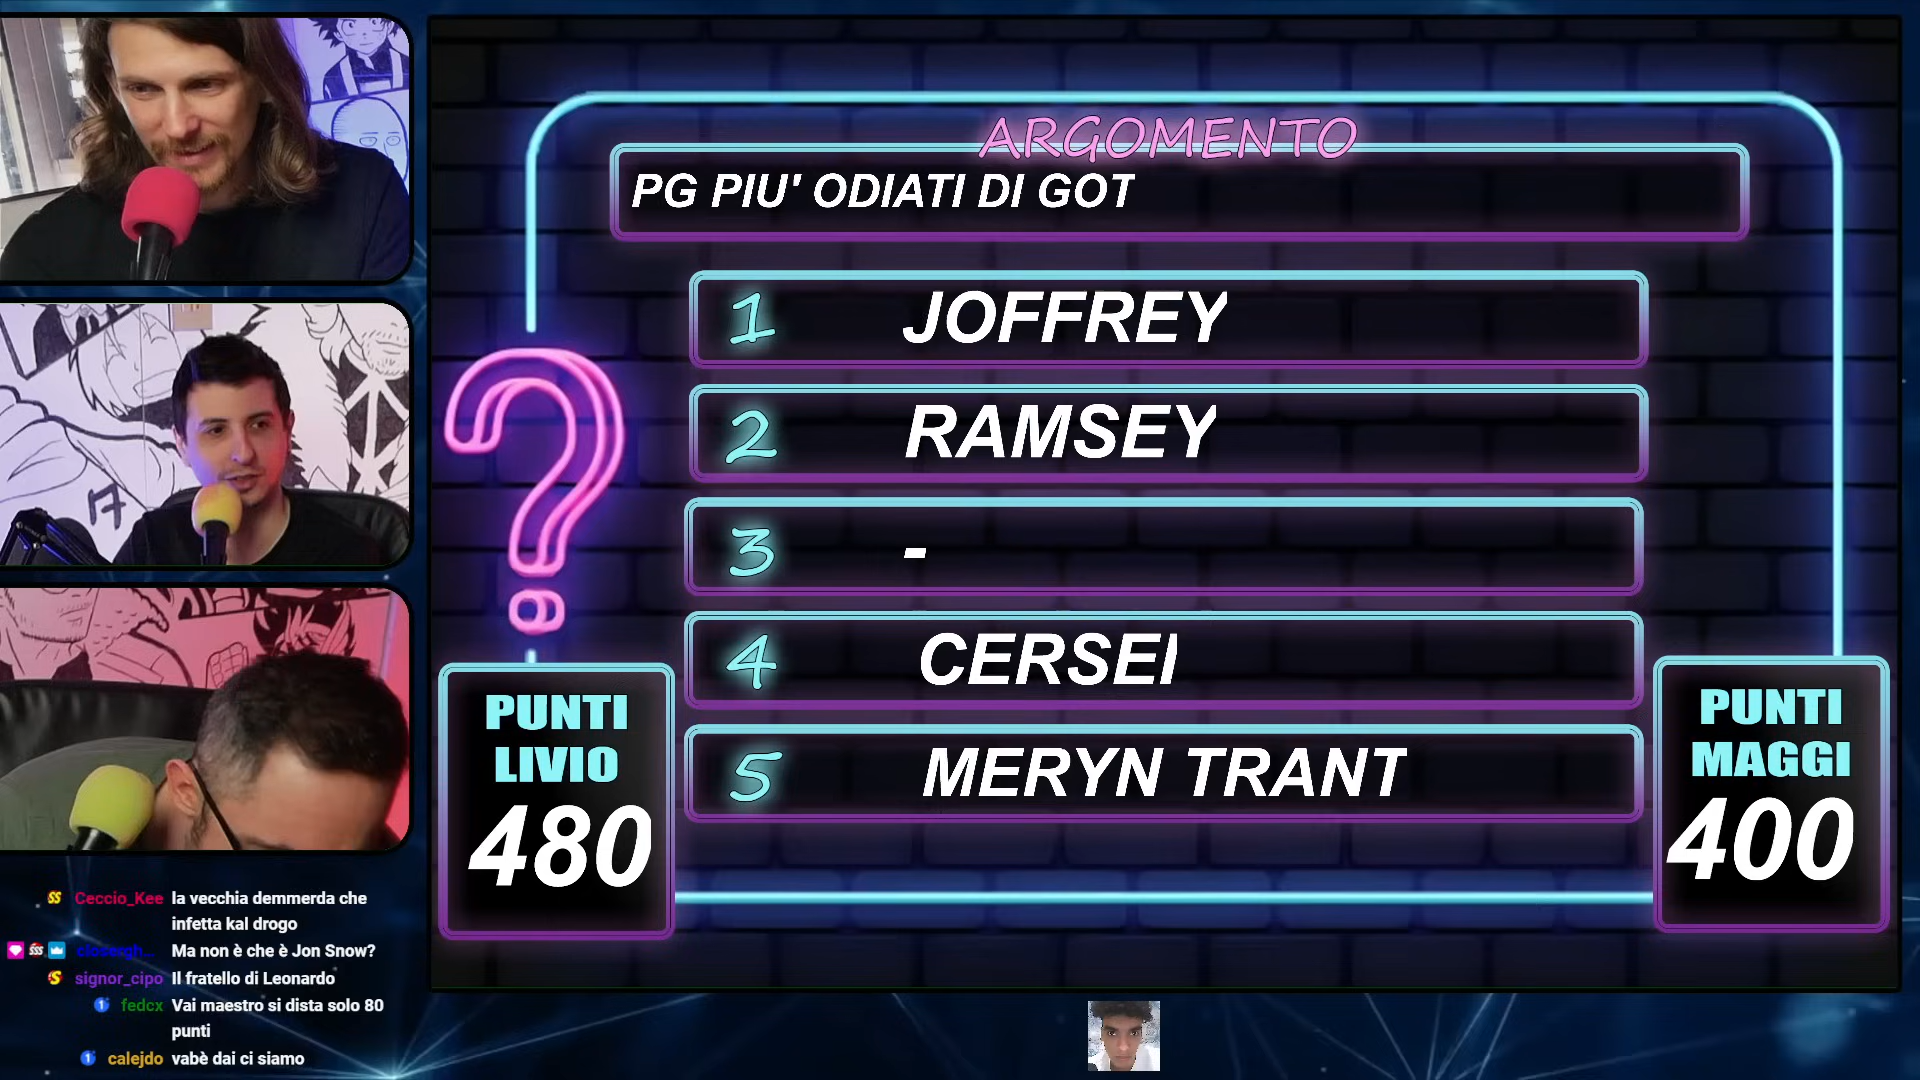 ARGOMENTO
PG PIU' ODIATI DI GOT
1 JOFFREY
2 RAMSEY
3 -
4 CERSEI
5 MERYN TRANT
PUNTI
LIVIO
480
PUNTI
MAGGI
400
Ceccio_Kee la vecchia demmerda che
infetta kal drogo
Ma non è che è Jon Snow?
signor_cipo Il fratello di Leonardo
fedcx Vai maestro si dista solo 80
punti
calejdo vabè dai ci siamo